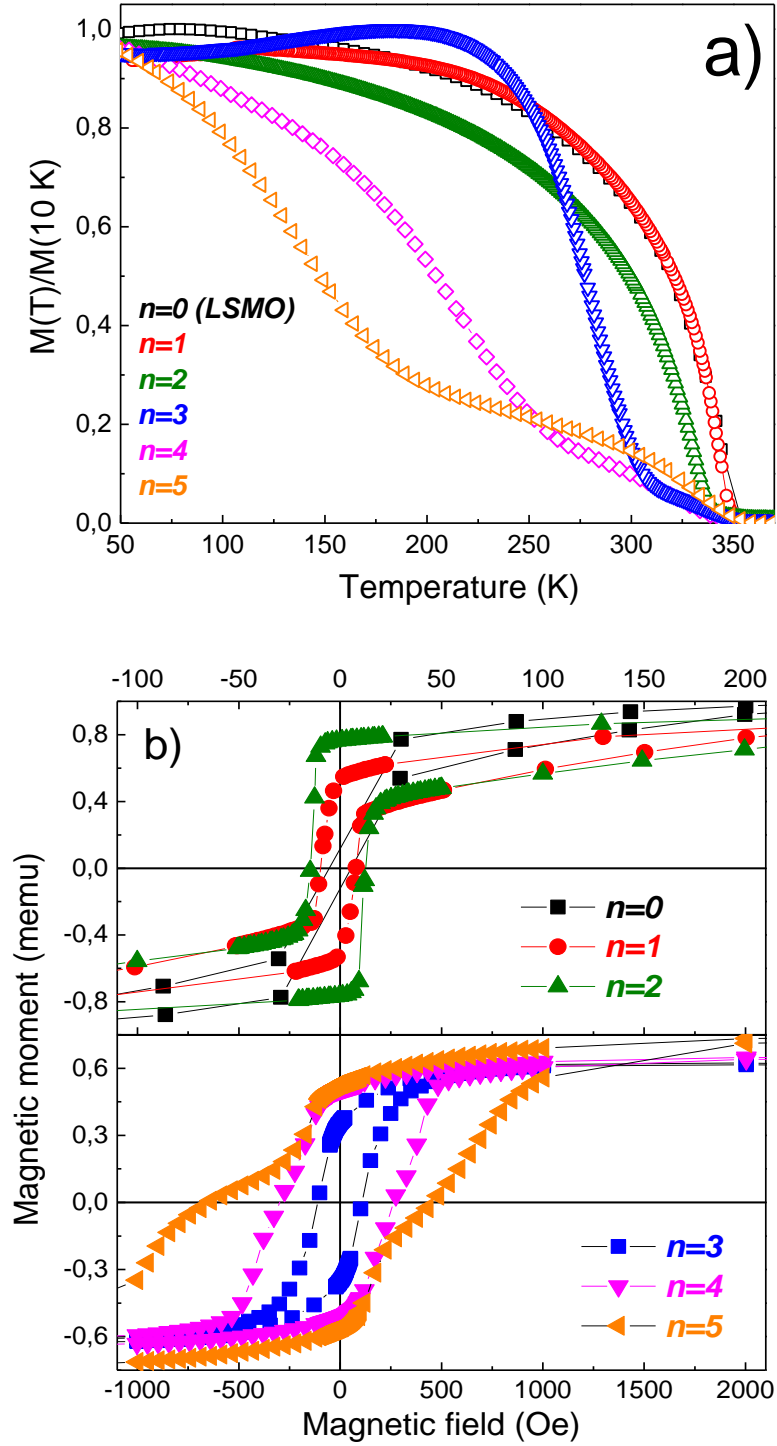 a)
1,0
0,8
0,6
0,4
0,2
0,0
M(T)/M(10 K)
n=0 (LSMO)
n=1
n=2
n=3
n=4
n=5
50 100 150 200 250 300 350
Temperature (K)
-100 -50 0 50 100 150 200
b)
0,8
0,4
0,0
-0,4
-0,8
n=0
n=1
n=2
Magnetic moment (memu)
0,6
0,3
0,0
-0,3
-0,6
n=3
n=4
n=5
-1000 -500 0 500 1000 1500 2000
Magnetic field (Oe)